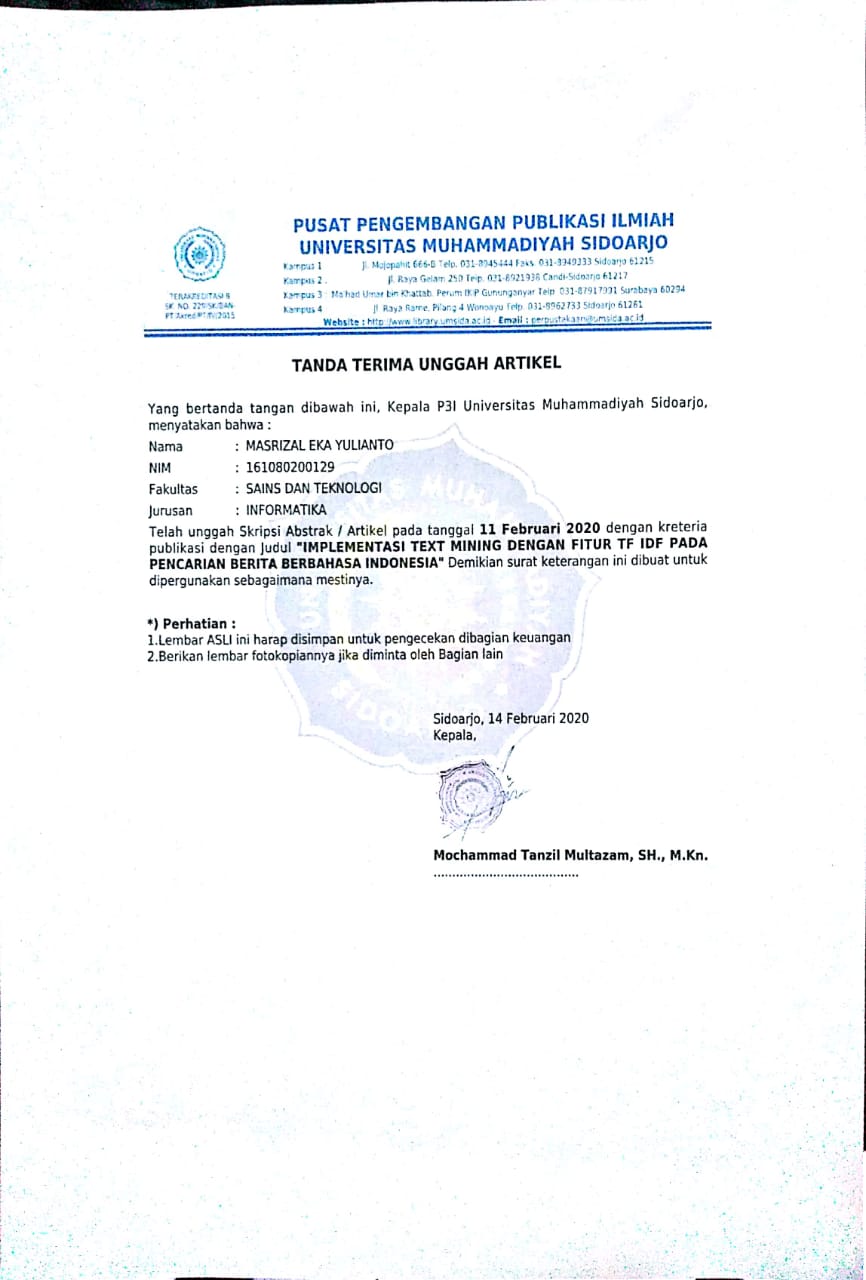 PUSAT PENGEMBANGAN PUBLIKASI ILMIAH
UNIVERSITAS MUHAMMADIYAH SIDOARJO
Kampus 1 Jl. Mojopahit 666-B Telp. 031-8945444 Faks. 031-8949333 Sidoarjo 61215
Kampus 2 : Jl. Raya Gelam 250 Telp. 031-8921938 Candi-Sidoarjo 61217
Kampus 3 : Ma'had Umar bin Khattab. Perum IKIP Gununganyar Telp. 031-87917931 Surabaya 60294
Kampus 4 Jl. Raya Rame, Pilang 4 Wonoayu Telp. 031-9962733 Sidoarjo 61261
Website : http://www.library.umsida.ac.id - Email : perpustakaan@umsida.ac.id
TERAKREDITASI B
SK NO. 229/SK/BAN-
PT/Akred/PT/IV/2015
TANDA TERIMA UNGGAH ARTIKEL
Yang bertanda tangan dibawah ini, Kepala P3I Universitas Muhammadiyah Sidoarjo,
menyatakan bahwa :
Nama : MASRIZAL EKA YULIANTO
NIM : 161080200129
Fakultas : SAINS DAN TEKNOLOGI
Jurusan : INFORMATIKA
Telah unggah Skripsi Abstrak / Artikel pada tanggal 11 Februari 2020 dengan kreteria
publikasi dengan Judul "IMPLEMENTASI TEXT MINING DENGAN FITUR TF IDF PADA
PENCARIAN BERITA BERBAHASA INDONESIA" Demikian surat keterangan ini dibuat untuk
dipergunakan sebagaimana mestinya.
*) Perhatian :
1.Lembar ASLI ini harap disimpan untuk pengecekan dibagian keuangan
2.Berikan lembar fotokopiannya jika diminta oleh Bagian lain
Sidoarjo, 14 Februari 2020
Kepala,
Mochammad Tanzil Multazam, SH., M.Kn.